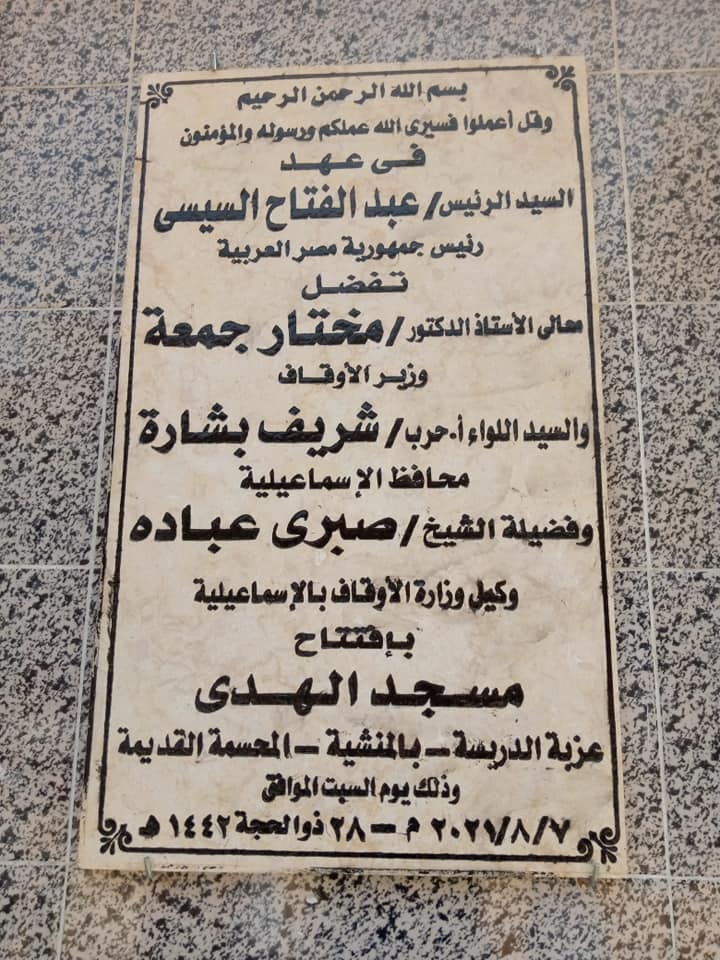 بسم الله الرحمن الرحيم
وقل أعملوا فسيرى الله عملكم ورسوله والمؤمنون
فى عهد
السيد الرئيس/ عبد الفتاح السيسى
رئيس جمهورية مصر العربية
تفضل
معالى الأستاذ الدكتور/ مختار جمعة
وزير الأوقاف
والسيد اللواء أ.حرب/ شريف بشارة
محافظ الإسماعيلية
وفضيلة الشيخ/ صبرى عباده
وكيل وزارة الأوقاف بالإسماعيلية
بإفتتاح
مسجد الهدى
عزبة الدريسة - بالمنشية - المحسمة القديمة
وذلك يوم السبت الموافق
٢٠٢١/٨/٧ م - ٢٨ ذو الحجة ١٤٤٢ هـ